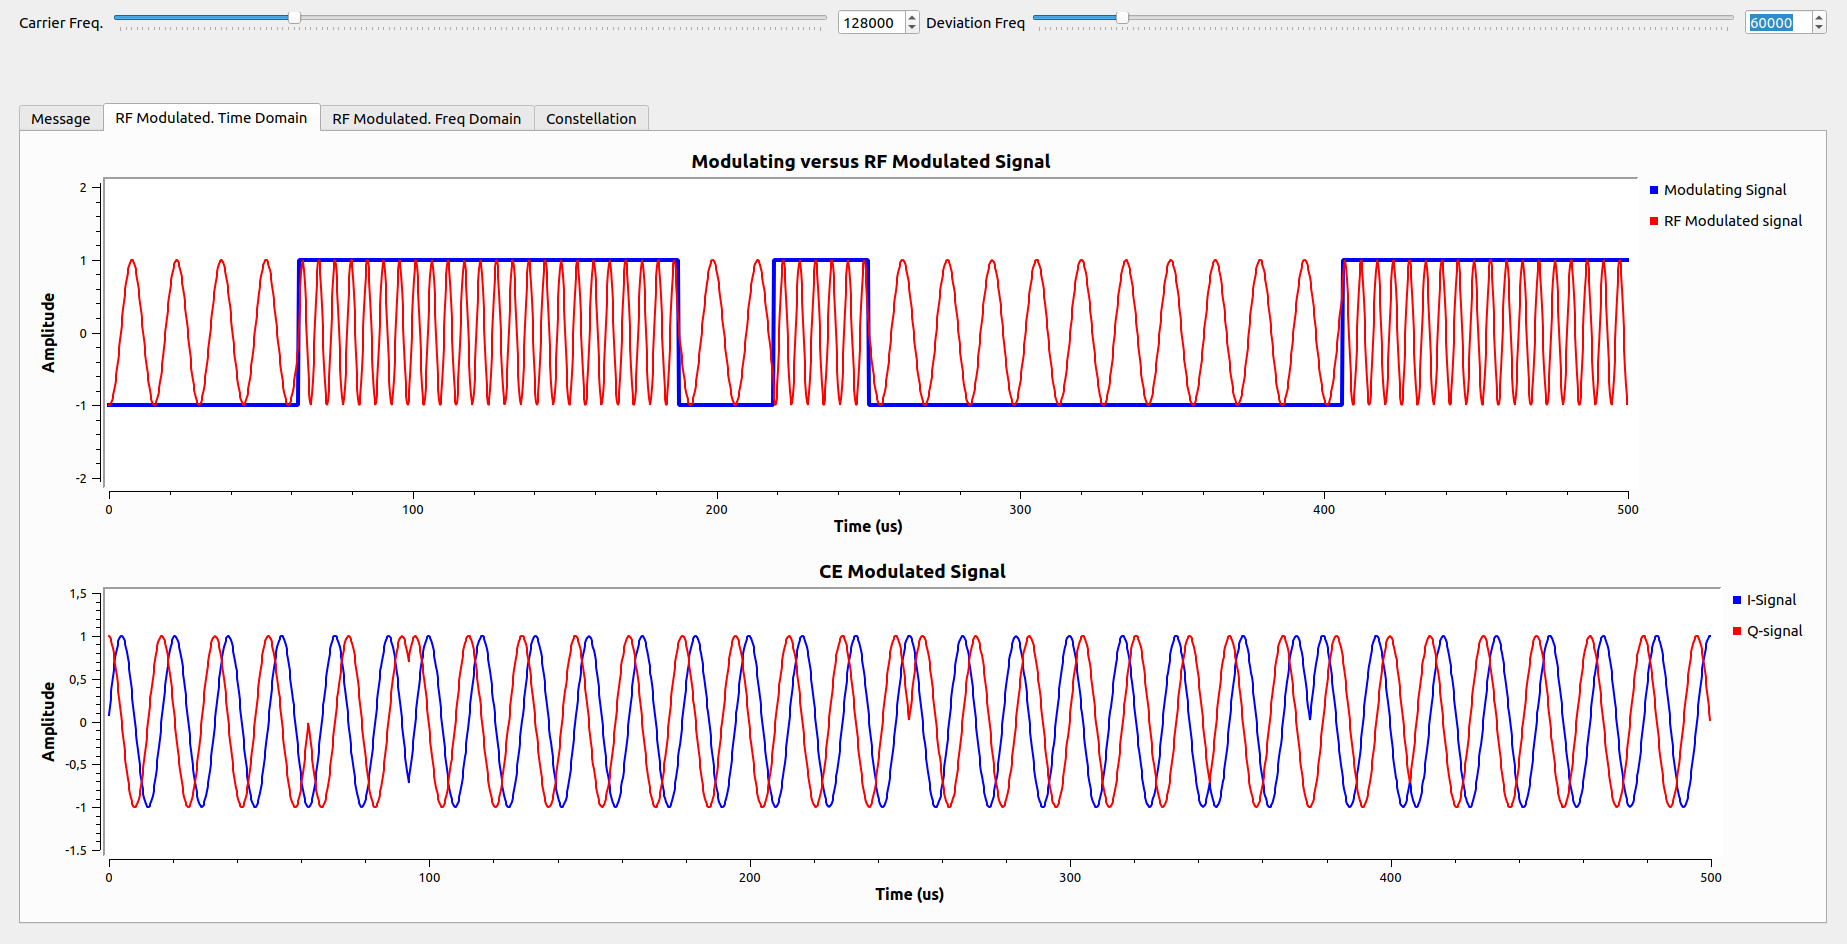 Carrier Freq. 128000 Deviation Freq 60000
Message RF Modulated. Time Domain RF Modulated. Freq Domain Constellation
Modulating versus RF Modulated Signal
2
1
0
-1
-2
Amplitude
Modulating Signal
RF Modulated signal
0 100 200 300 400 500
Time (us)
CE Modulated Signal
1,5
1
0,5
0
-0,5
-1
-1.5
Amplitude
I-Signal
Q-signal
0 100 200 300 400 500
Time (us)